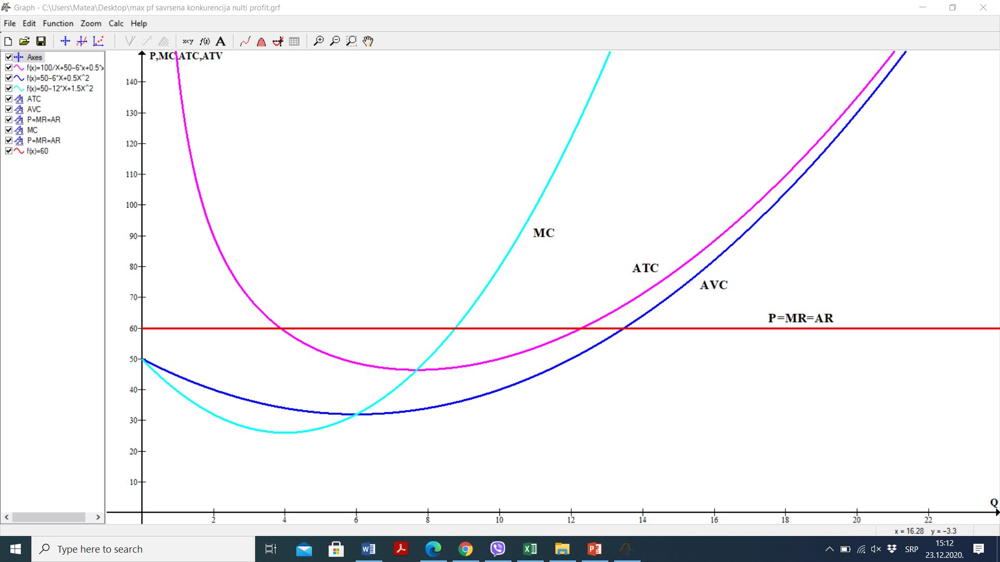 Graph - C:\Users\Matea\Desktop\max pf savrsena konkurencija nulti profit.grf
File Edit Function Zoom Calc Help
Axes
f(x)=100/X+50-6*x+0.5*x
f(x)=50-6*X+0.5X^2
f(x)=50-12*X+1.5X^2
ATC
AVC
P=MR=AR
MC
P=MR=AR
f(x)=60
P,MC,ATC,ATV
140
130
120
110
100
90
80
70
60
50
40
30
20
10
MC
ATC
AVC
P=MR=AR
Q
2 4 6 8 10 12 14 16 18 20 22
x = 16.28 y = -3.3
Type here to search
SRP
15:12
23.12.2020.